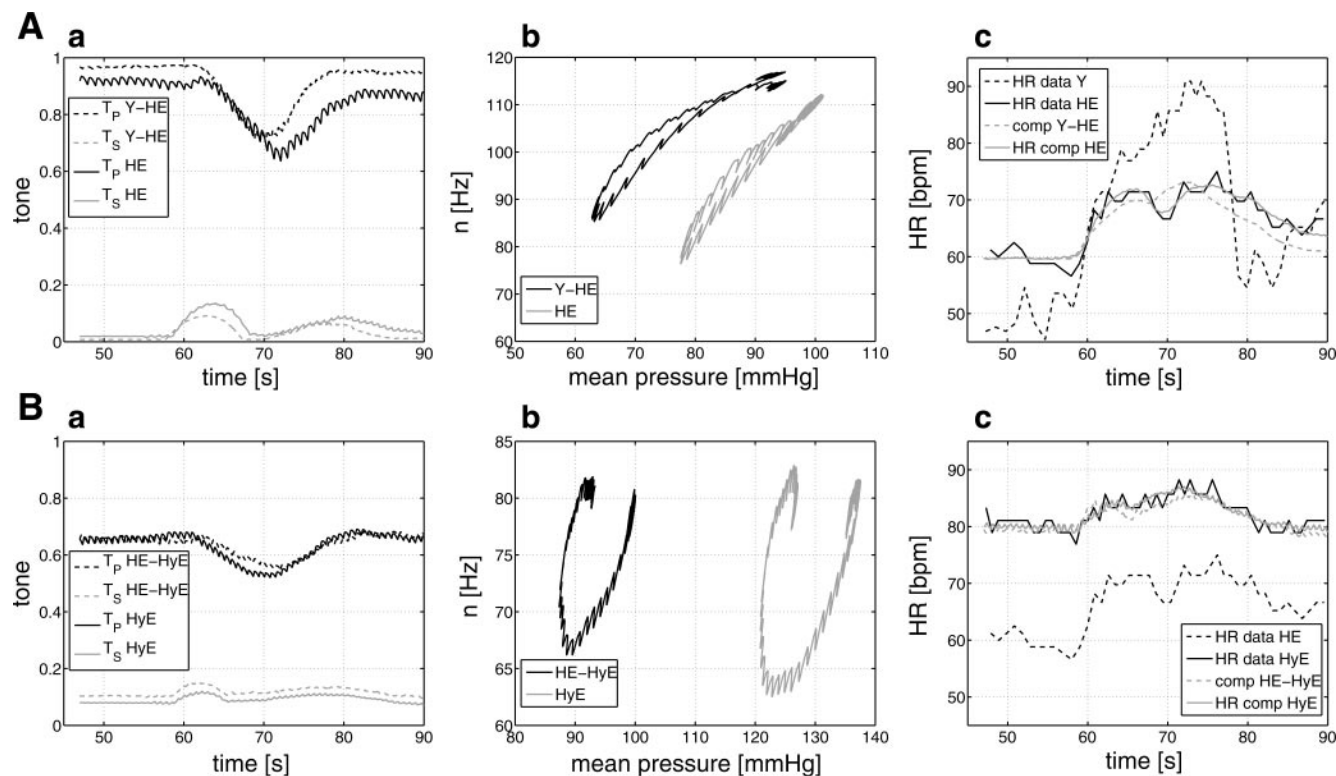 A
a
1
0.8
0.6
0.4
0.2
0
tone
T_P Y−HE
T_S Y−HE
T_P HE
T_S HE
50 60 70 80 90
time [s]
b
120
110
100
90
80
70
60
n [Hz]
Y−HE
HE
50 60 70 80 90 100 110
mean pressure [mmHg]
c
90
80
70
60
50
HR [bpm]
HR data Y
HR data HE
comp Y−HE
HR comp HE
50 60 70 80 90
time [s]
B
a
1
0.8
0.6
0.4
0.2
0
tone
T_P HE−HyE
T_S HE−HyE
T_P HyE
T_S HyE
50 60 70 80 90
time [s]
b
85
80
75
70
65
60
n [Hz]
HE−HyE
HyE
80 90 100 110 120 130 140
mean pressure [mmHg]
c
90
80
70
60
50
HR [bpm]
HR data HE
HR data HyE
comp HE−HyE
HR comp HyE
50 60 70 80 90
time [s]